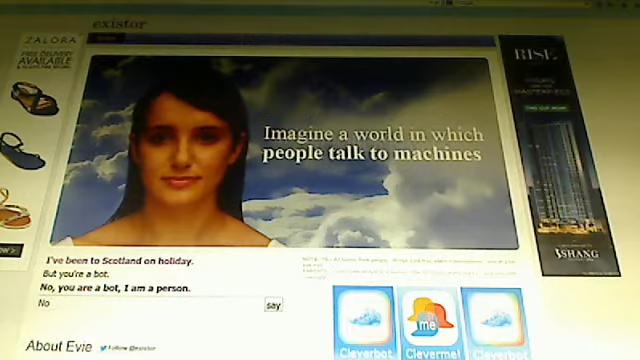 existor
ZALORA
FREE DELIVERY
AVAILABLE
RISE
Imagine a world in which
people talk to machines
SHANG
I've been to Scotland on holiday.
But you're a bot.
No, you are a bot, I am a person.
No
say
About Evie
Follow @existor
Cleverbot
me
Cleverme!
Cleverbot